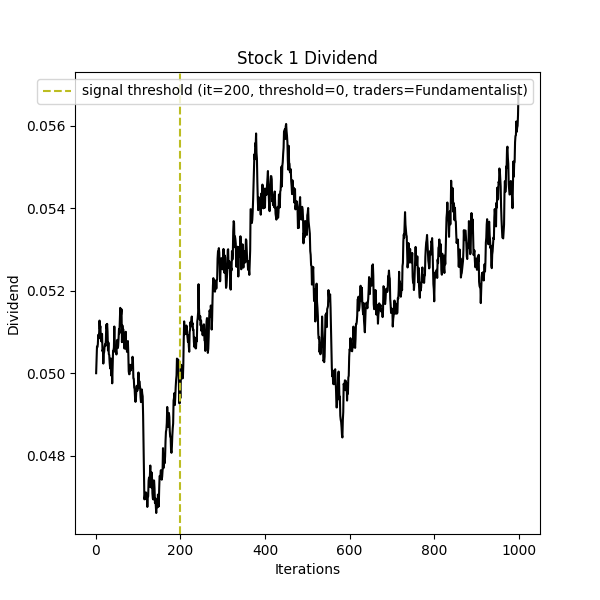 Stock 1 Dividend
signal threshold (it=200, threshold=0, traders=Fundamentalist)
0.056
0.054
0.052
0.050
0.048
Dividend
0 200 400 600 800 1000
Iterations